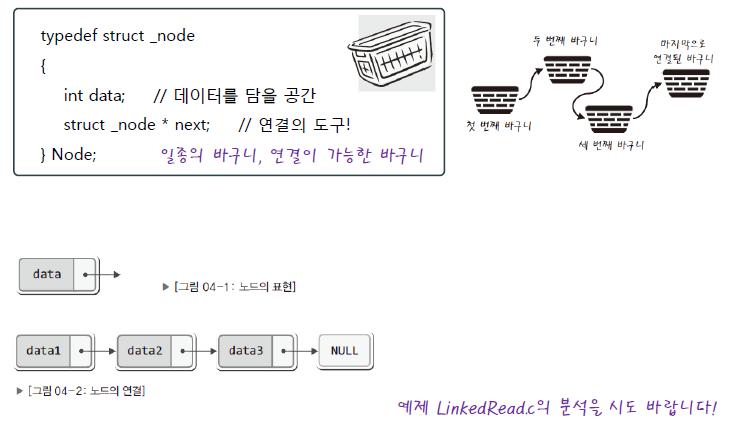 typedef struct _node
{
int data; // 데이터를 담을 공간
struct _node * next; // 연결의 도구!
} Node; 일종의 바구니, 연결이 가능한 바구니
첫 번째 바구니
두 번째 바구니
세 번째 바구니
마지막으로
연결된 바구니
data
▶ [그림 04-1: 노드의 표현]
data1 data2 data3 NULL
▶ [그림 04-2: 노드의 연결]
예제 LinkedRead.c의 분석을 시도 바랍니다!